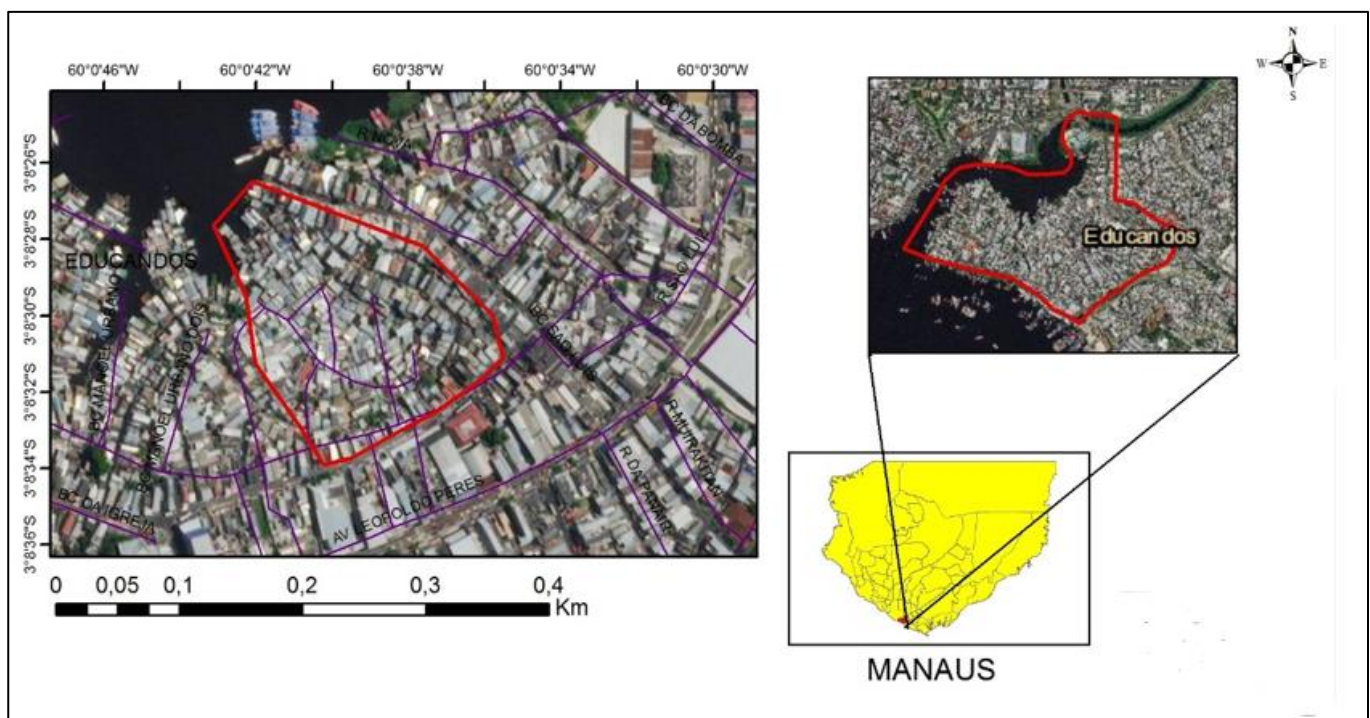 60°0'46"W 60°0'42"W 60°0'38"W 60°0'34"W 60°0'30"W
3°8'26"S
3°8'28"S
3°8'30"S
3°8'32"S
3°8'34"S
3°8'36"S
BC DA BOMBA
EDUCANDOS
BC MANOEL URBANO
BC MANOEL URBANO DOIS
R SAO LUIZ
R DA PAPAIRI
BC DA IGREJA
AV LEOPOLDO PERES
0 0,05 0,1 0,2 0,3 0,4
Km
N
W E
S
Educandos
MANAUS